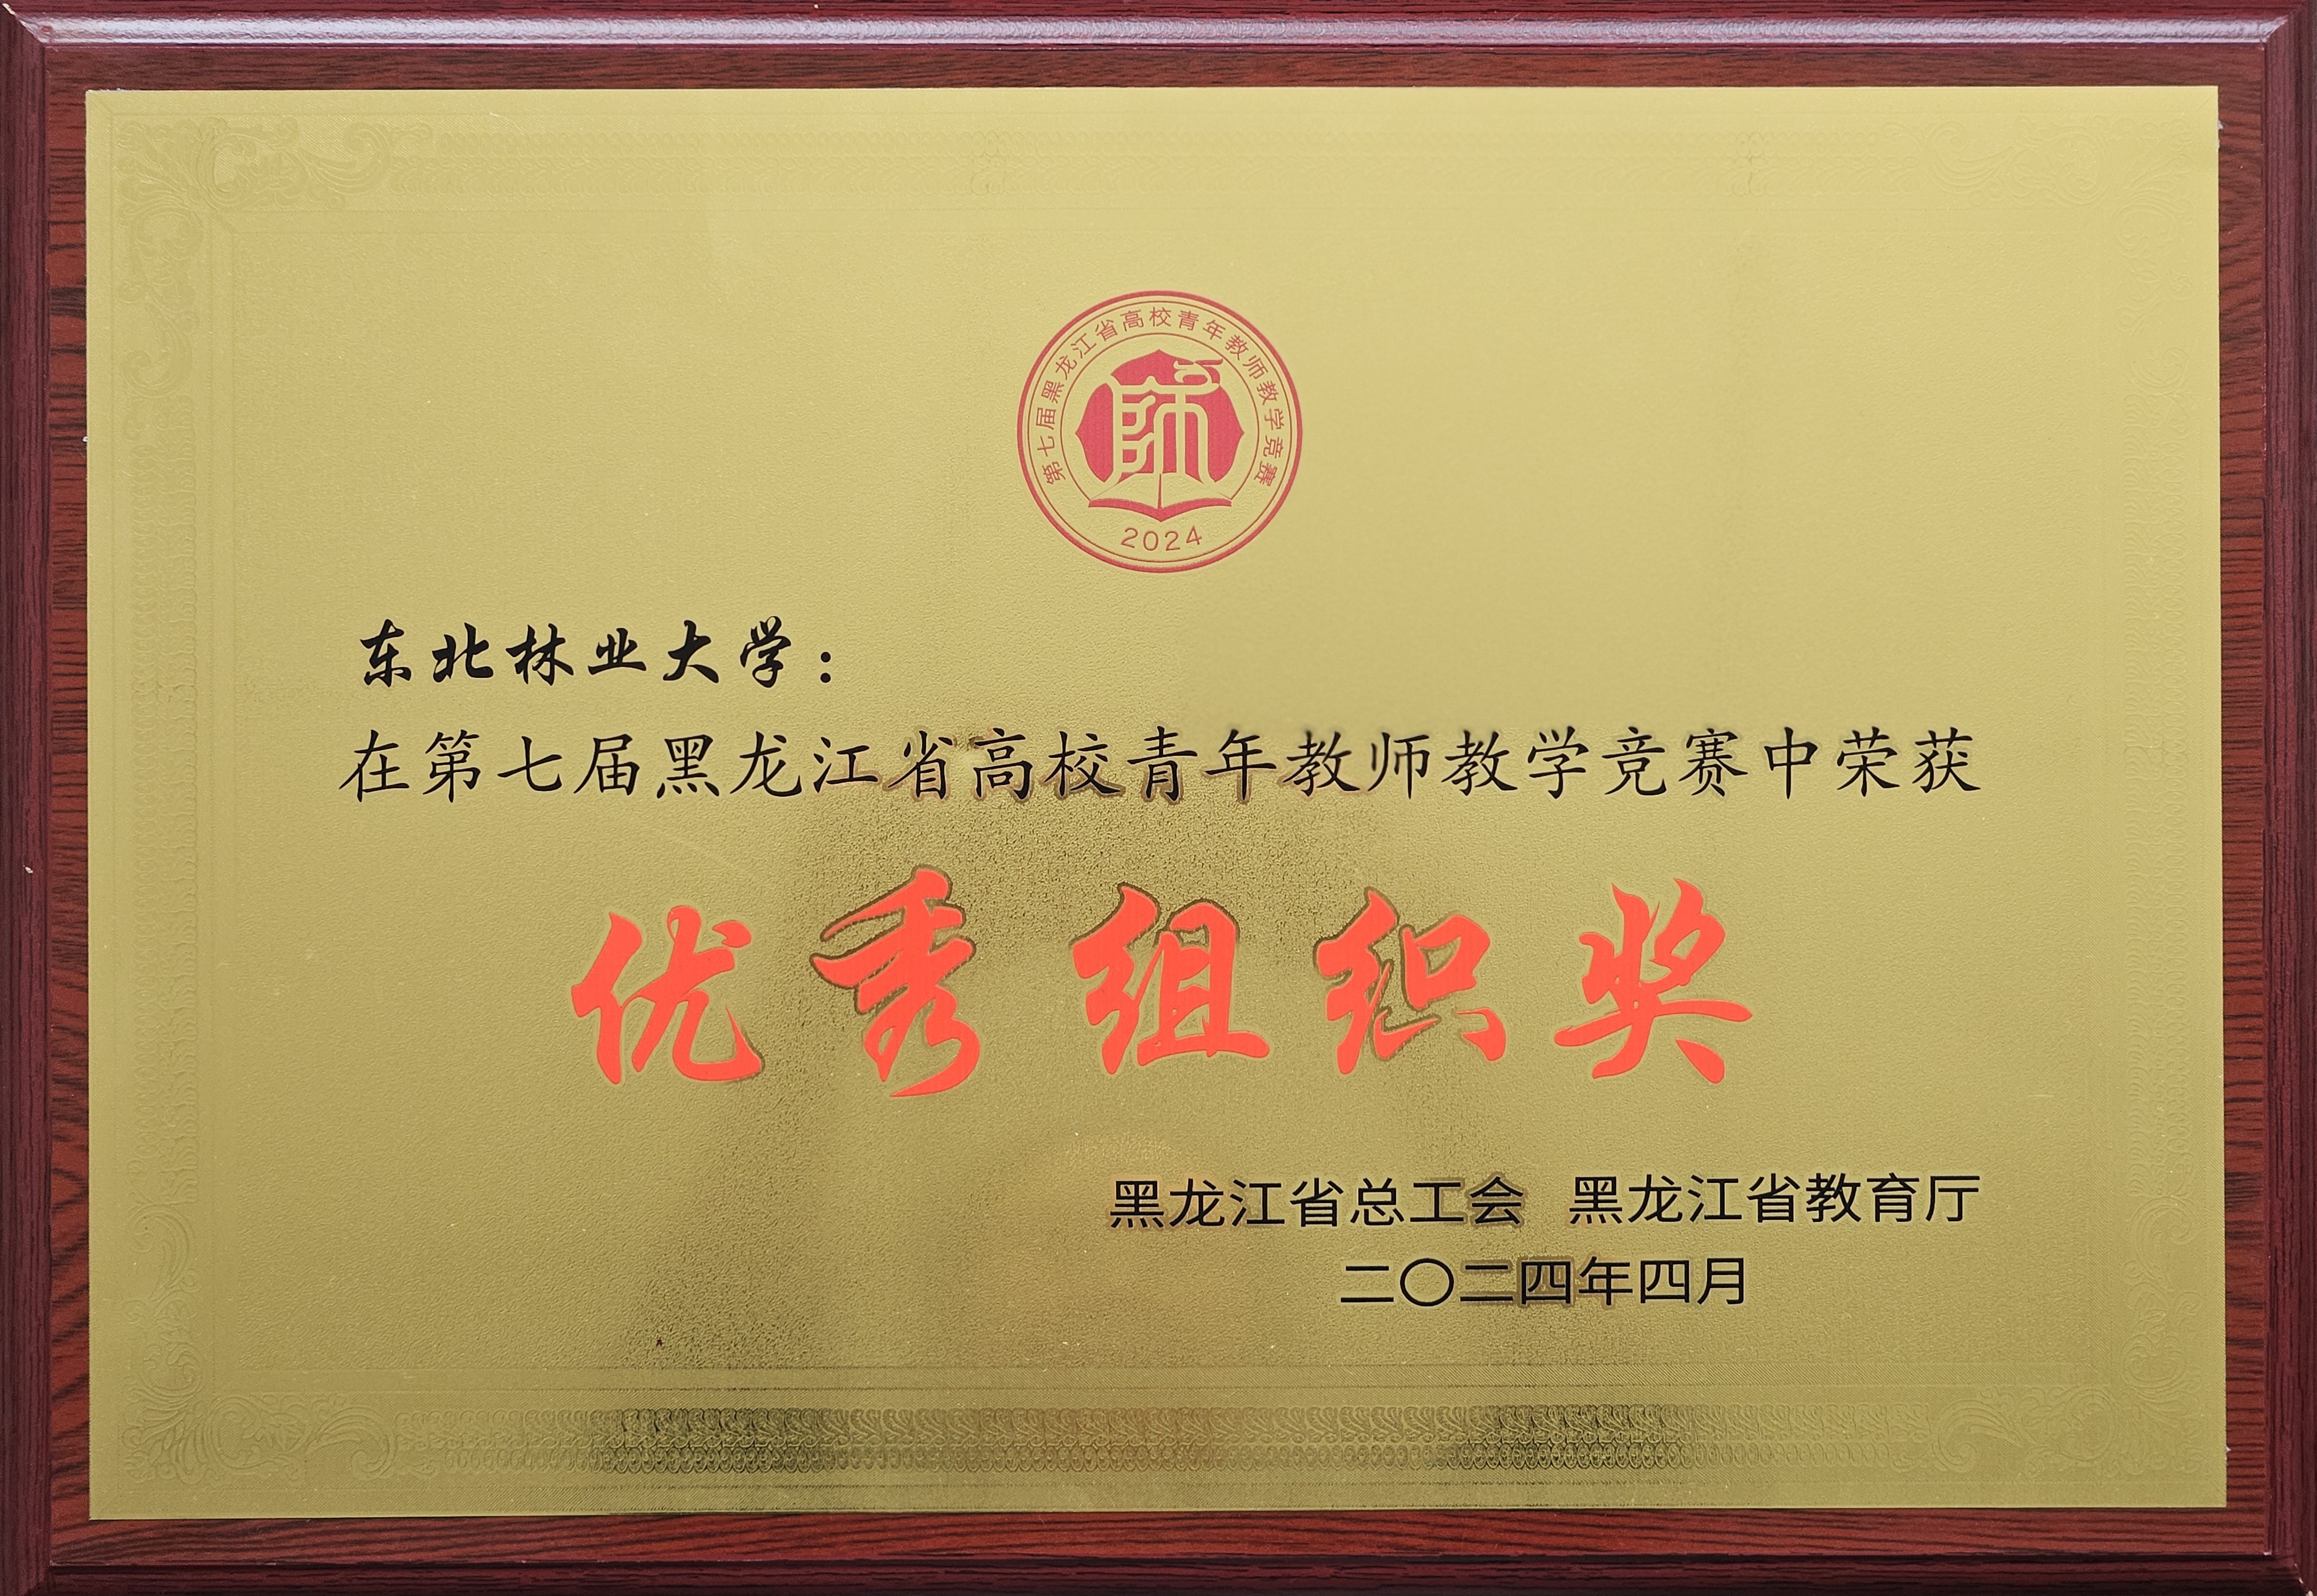 第七届黑龙江省高校青年教师教学竞赛
師
2024
东北林业大学：
在第七届黑龙江省高校青年教师教学竞赛中荣获
优秀组织奖
黑龙江省总工会 黑龙江省教育厅
二〇二四年四月